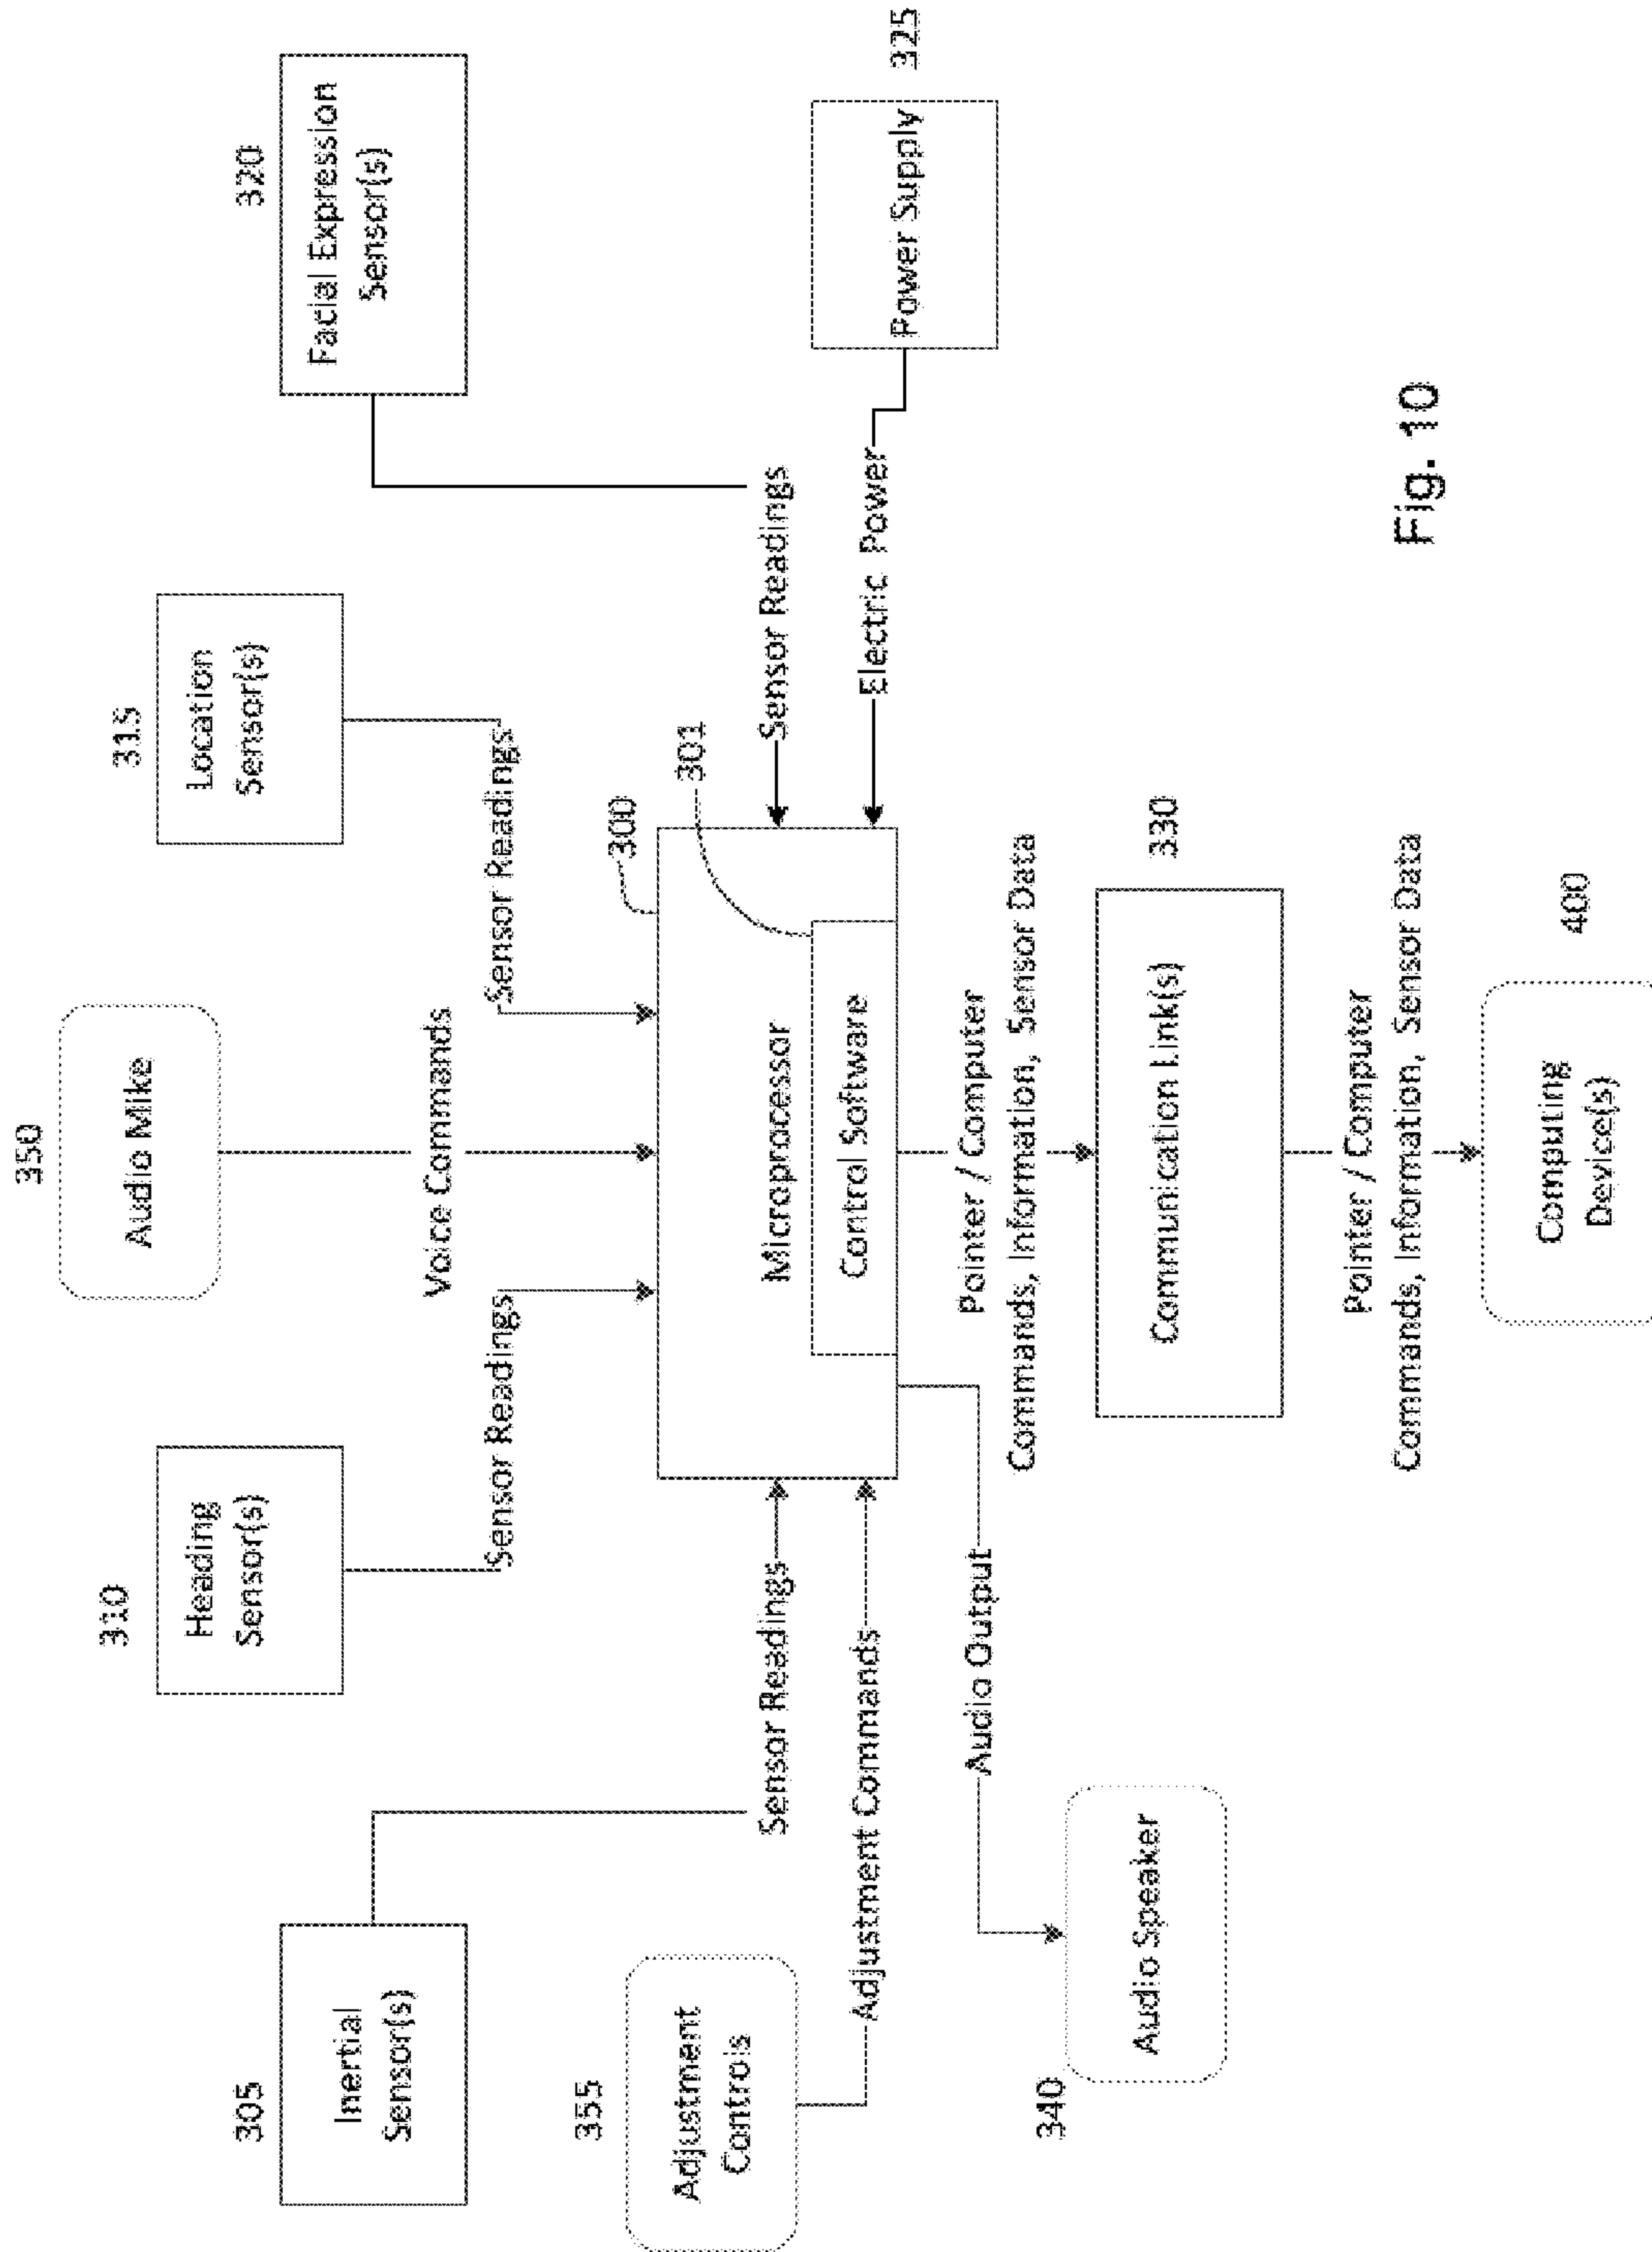 350
Audio Mike
310
Heading
Sensor(s)
315
Location
Sensor(s)
305
Inertial
Sensor(s)
320
Facial Expression
Sensor(s)
Voice Commands
Sensor Readings
Sensor Readings
355
Adjustment
Controls
300
301
Sensor Readings
Microprocessor
Sensor Readings
Adjustment Commands
Control Software
Electric Power
Power Supply
325
Audio Output
Pointer / Computer
Commands, Information, Sensor Data
340
Audio Speaker
Communication Link(s)
330
Pointer / Computer
Commands, Information, Sensor Data
Computing
Device(s)
400
Fig. 10